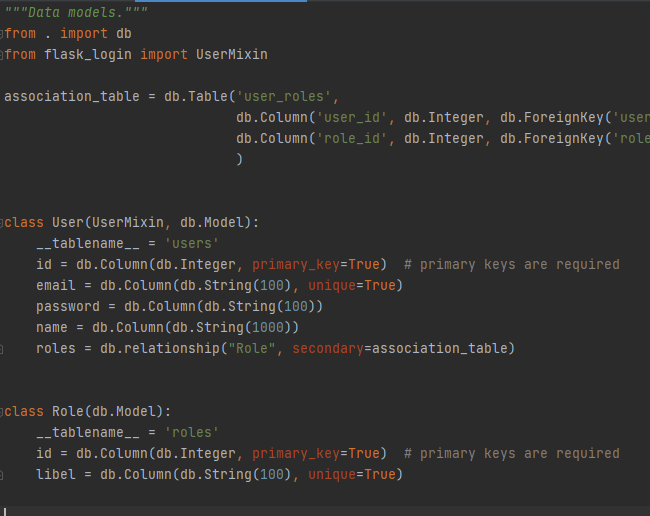 """Data models."""
from . import db
from flask_login import UserMixin
association_table = db.Table('user_roles',
db.Column('user_id', db.Integer, db.ForeignKey('user
db.Column('role_id', db.Integer, db.ForeignKey('role
)
class User(UserMixin, db.Model):
__tablename__ = 'users'
id = db.Column(db.Integer, primary_key=True)  # primary keys are required
email = db.Column(db.String(100), unique=True)
password = db.Column(db.String(100))
name = db.Column(db.String(1000))
roles = db.relationship("Role", secondary=association_table)
class Role(db.Model):
__tablename__ = 'roles'
id = db.Column(db.Integer, primary_key=True)  # primary keys are required
libel = db.Column(db.String(100), unique=True)